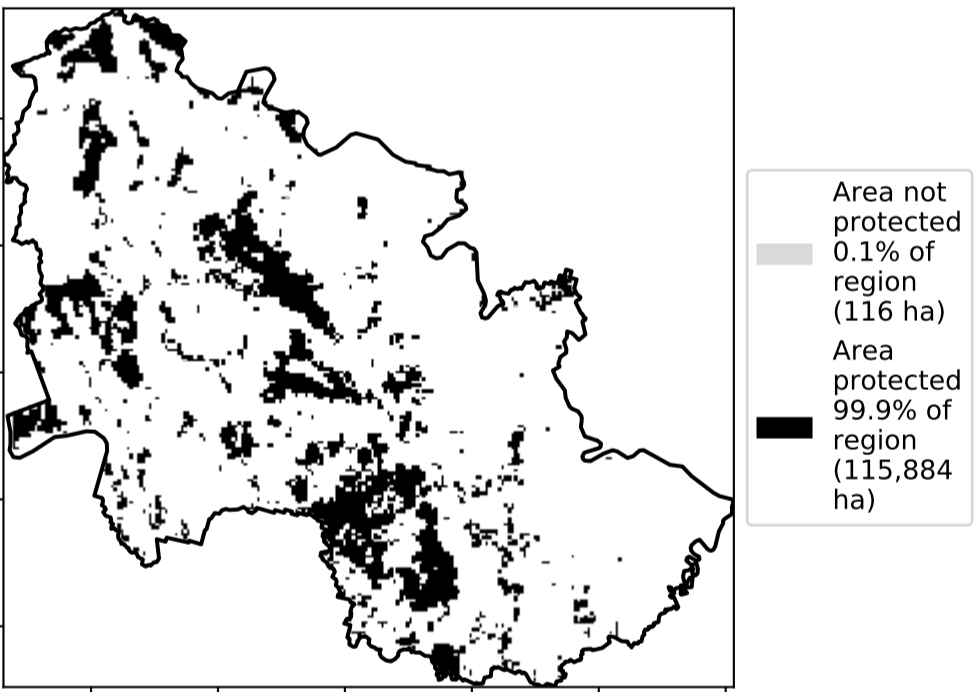 Area not
protected
0.1% of
region
(116 ha)
Area
protected
99.9% of
region
(115,884
ha)